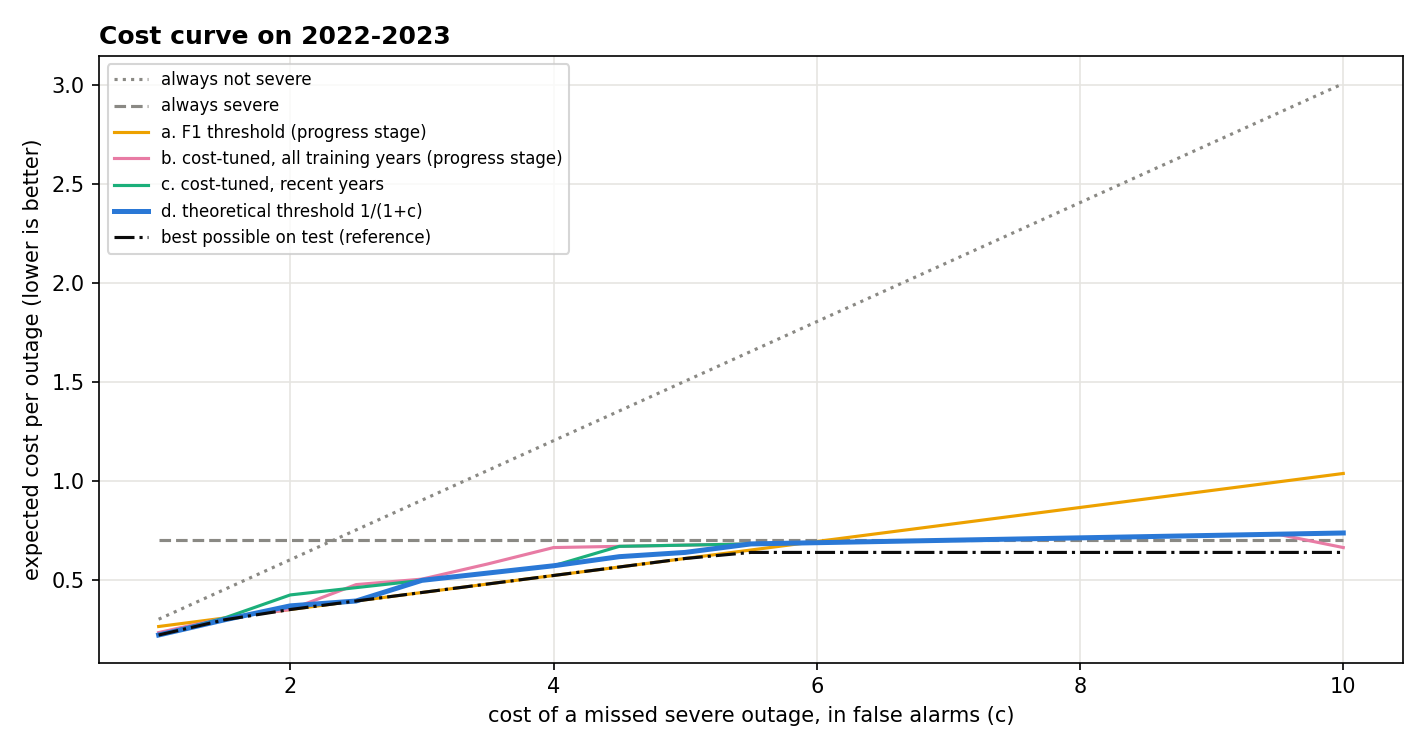 Cost curve on 2022-2023
always not severe
always severe
a. F1 threshold (progress stage)
b. cost-tuned, all training years (progress stage)
c. cost-tuned, recent years
d. theoretical threshold 1/(1+c)
best possible on test (reference)
expected cost per outage (lower is better)
3.0
2.5
2.0
1.5
1.0
0.5
2
4
6
8
10
cost of a missed severe outage, in false alarms (c)